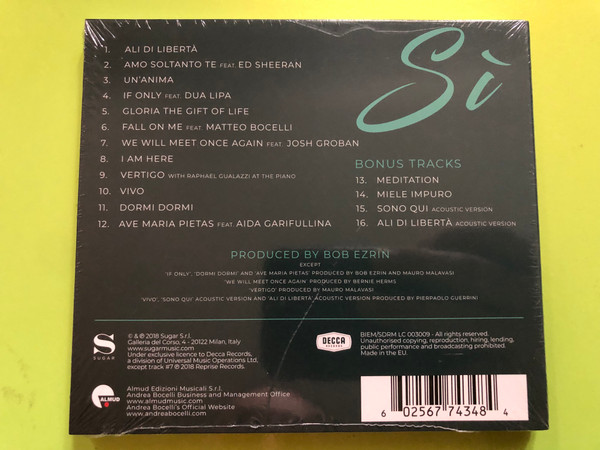 Sì
1. ALI DI LIBERTÀ
2. AMO SOLTANTO TE FEAT. ED SHEERAN
3. UN'ANIMA
4. IF ONLY FEAT. DUA LIPA
5. GLORIA THE GIFT OF LIFE
6. FALL ON ME FEAT. MATTEO BOCELLI
7. WE WILL MEET ONCE AGAIN FEAT. JOSH GROBAN
8. I AM HERE
9. VERTIGO WITH RAPHAEL GUALAZZI AT THE PIANO
10. VIVO
11. DORMI DORMI
12. AVE MARIA PIETAS FEAT. AIDA GARIFULLINA
BONUS TRACKS
13. MEDITATION
14. MIELE IMPURO
15. SONO QUI ACOUSTIC VERSION
16. ALI DI LIBERTÀ ACOUSTIC VERSION
PRODUCED BY BOB EZRIN
EXCEPT
'IF ONLY', 'DORMI DORMI' AND 'AVE MARIA PIETAS' PRODUCED BY BOB EZRIN AND MAURO MALAVASI
'WE WILL MEET ONCE AGAIN' PRODUCED BY BERNIE HERMS
'VERTIGO' PRODUCED BY MAURO MALAVASI
'VIVO', 'SONO QUI' ACOUSTIC VERSION AND 'ALI DI LIBERTÀ' ACOUSTIC VERSION PRODUCED BY PIERPAOLO GUERRINI
S
SUGAR
© & ℗ 2018 Sugar S.r.l.
Galleria del Corso, 4 - 20122 Milan, Italy
www.sugarmusic.com
Under exclusive licence to Decca Records,
a division of Universal Music Operations Ltd.
except track #7 ℗ 2018 Reprise Records.
DECCA
RECORDS
BIEM/SDRM LC 003009 - All rights reserved.
Unauthorised copying, reproduction, hiring, lending,
public performance and broadcasting prohibited.
Made in the EU.
ALMUD
Almud Edizioni Musicali S.r.l.
Andrea Bocelli Business and Management Office
www.almudmusic.com
Andrea Bocelli's Official Website
www.andreabocelli.com
6 02567 74348 4